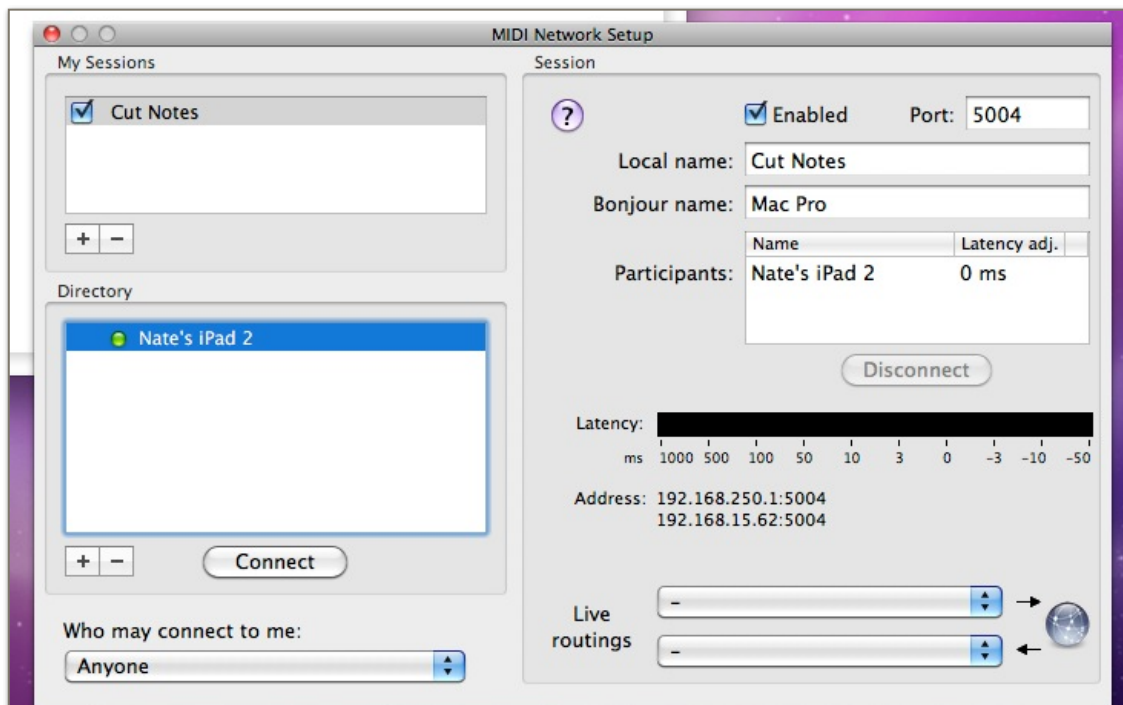 MIDI Network Setup
My Sessions
Cut Notes
+ −
Directory
Nate's iPad 2
+ −
Connect
Who may connect to me:
Anyone
Session
?
Enabled
Port: 5004
Local name: Cut Notes
Bonjour name: Mac Pro
Participants:
Name Latency adj.
Nate's iPad 2 0 ms
Disconnect
Latency:
ms 1000 500 100 50 10 3 0 -3 -10 -50
Address: 192.168.250.1:5004
192.168.15.62:5004
Live routings
-
-